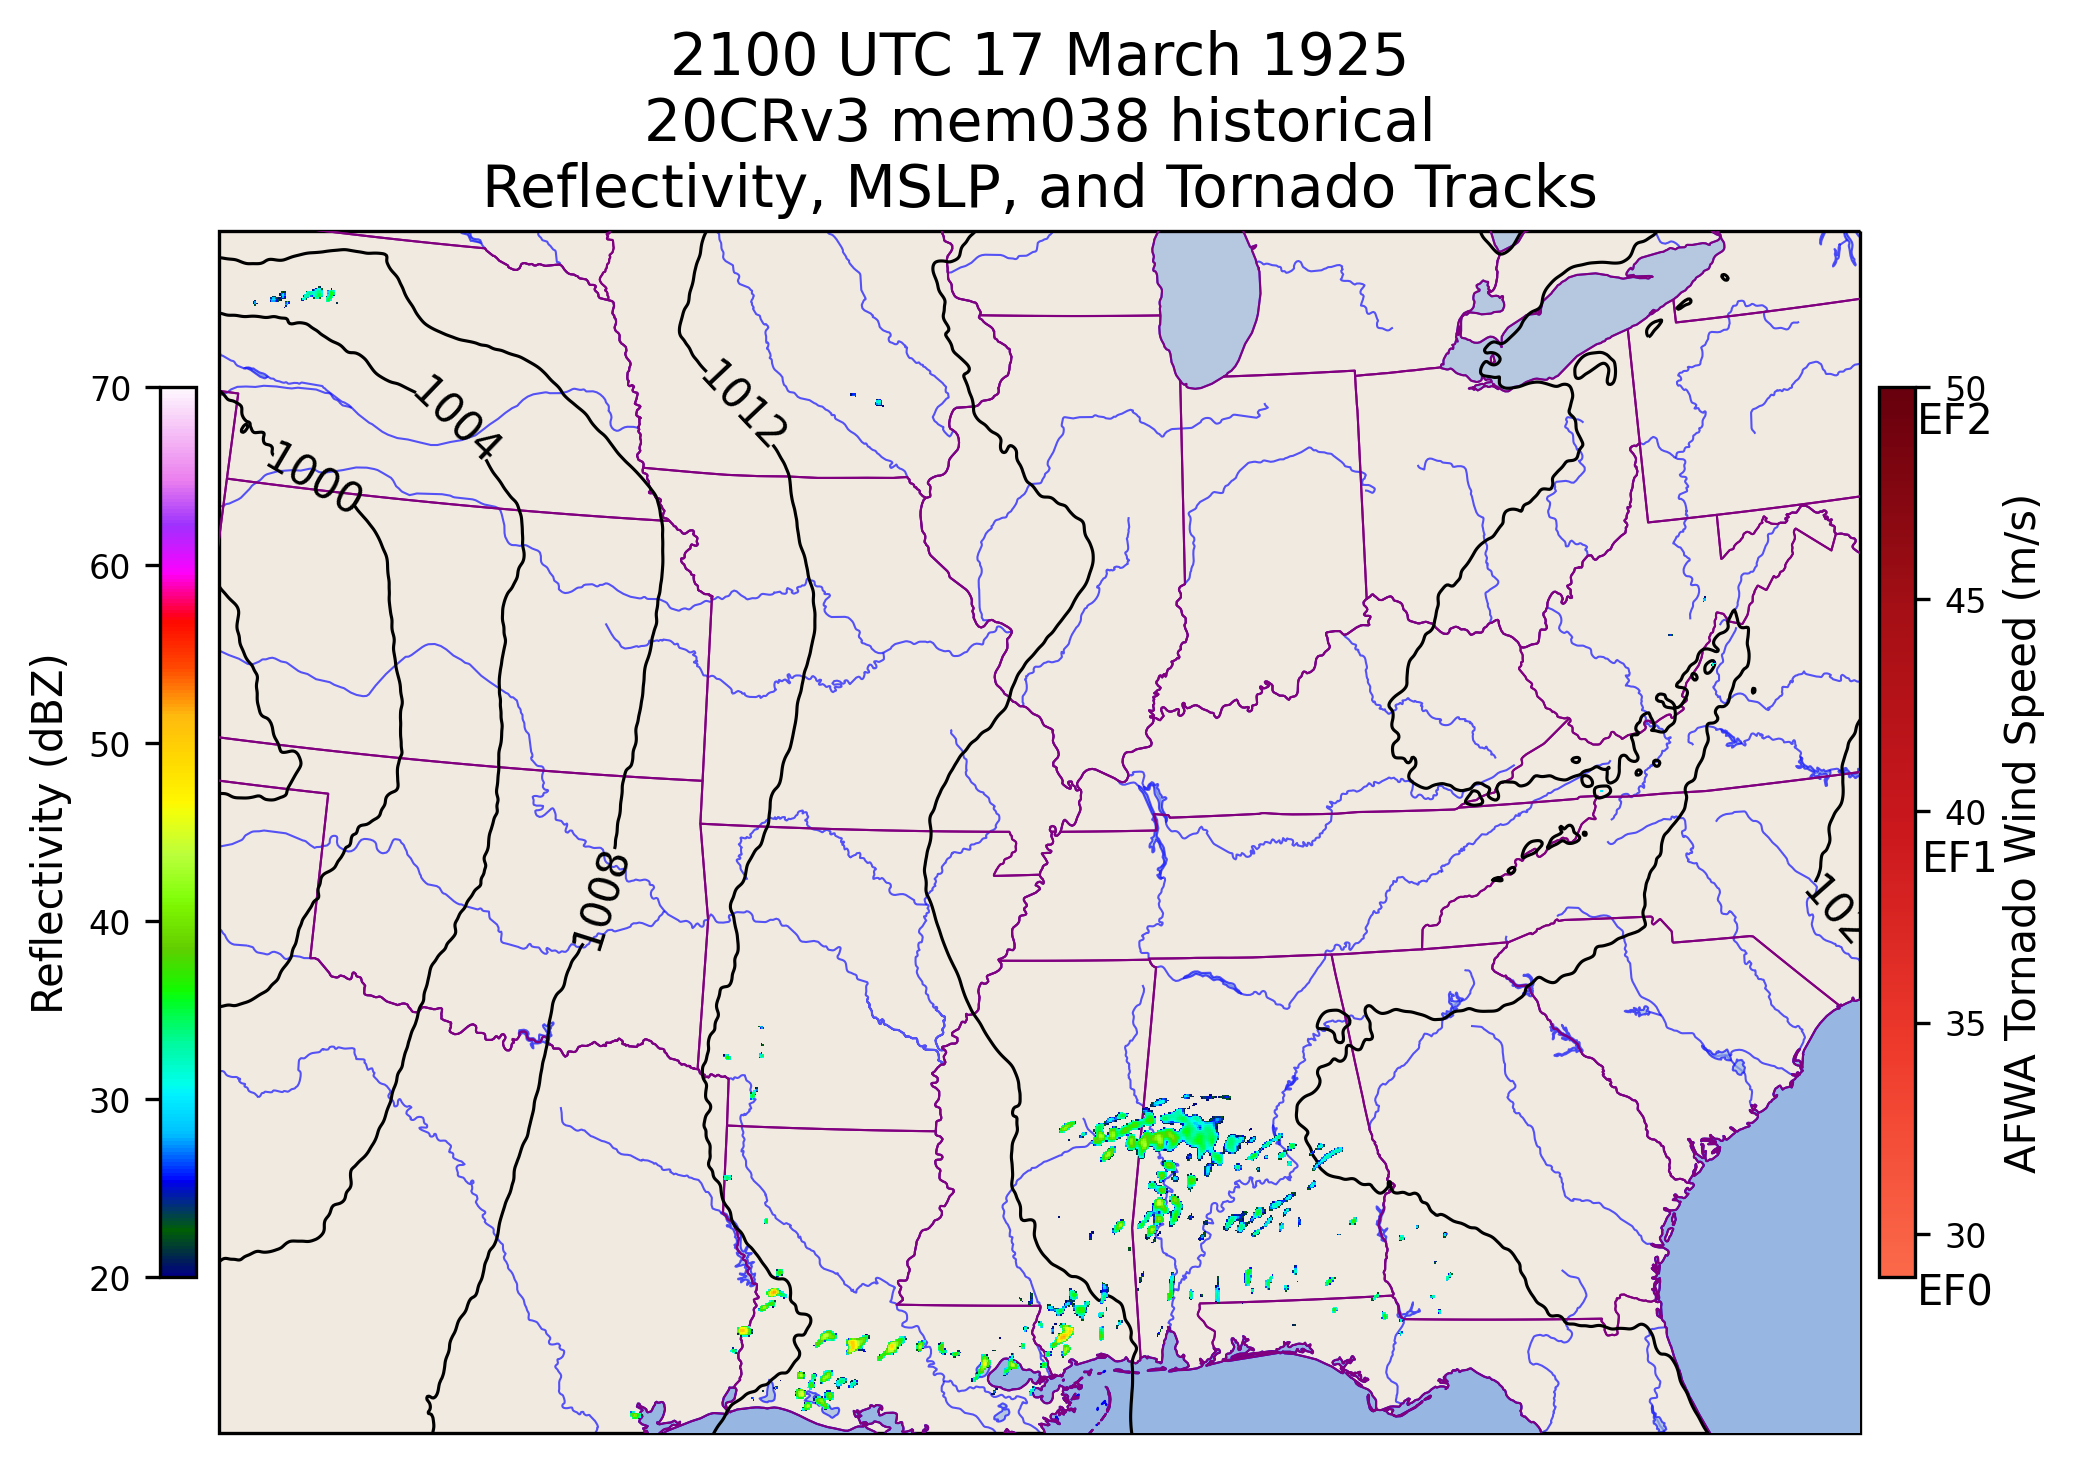 2100 UTC 17 March 1925
20CRv3 mem038 historical
Reflectivity, MSLP, and Tornado Tracks
Reflectivity (dBZ)
70
60
50
40
30
20
1012
1004
1000
1008
50
EF2
45
40
EF1
35
30
EF0
AFWA Tornado Wind Speed (m/s)